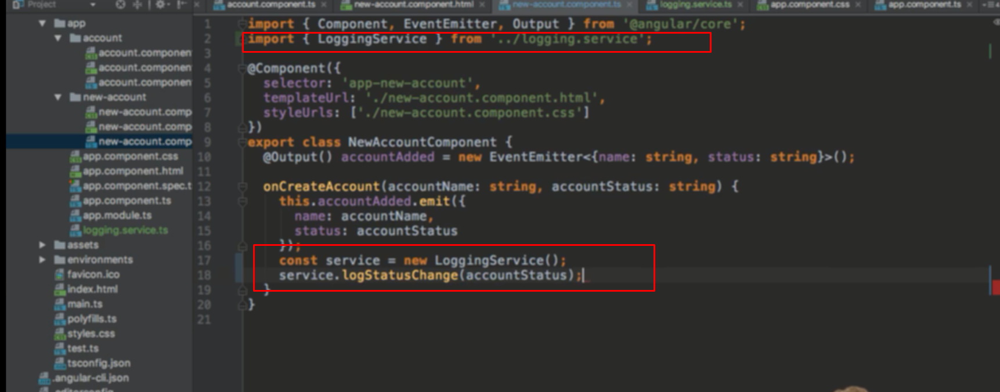 Project
account.component.ts
new-account.component.html
new-account.component.ts
logging.service.ts
app.component.css
app.component.ts
app
account
account.componen
account.componen
account.componen
new-account
new-account.comp
new-account.comp
new-account.comp
app.component.css
app.component.html
app.component.spec.t
app.component.ts
app.module.ts
logging.service.ts
assets
environments
favicon.ico
index.html
main.ts
polyfills.ts
styles.css
test.ts
tsconfig.json
.angular-cli.json
1 import { Component, EventEmitter, Output } from '@angular/core';
2 import { LoggingService } from '../logging.service';
3
4 @Component({
5 selector: 'app-new-account',
6 templateUrl: './new-account.component.html',
7 styleUrls: ['./new-account.component.css']
8 })
9 export class NewAccountComponent {
10 @Output() accountAdded = new EventEmitter<{name: string, status: string}>();
11
12 onCreateAccount(accountName: string, accountStatus: string) {
13 this.accountAdded.emit({
14 name: accountName,
15 status: accountStatus
16 });
17 const service = new LoggingService();
18 service.logStatusChange(accountStatus);
19 }
20 }
21